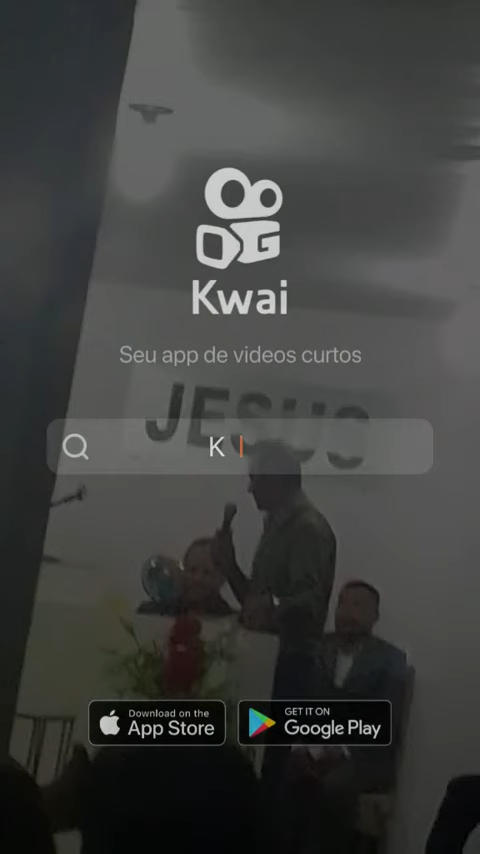 Kwai
Seu app de videos curtos
JESUS
K
Download on the
App Store
GET IT ON
Google Play